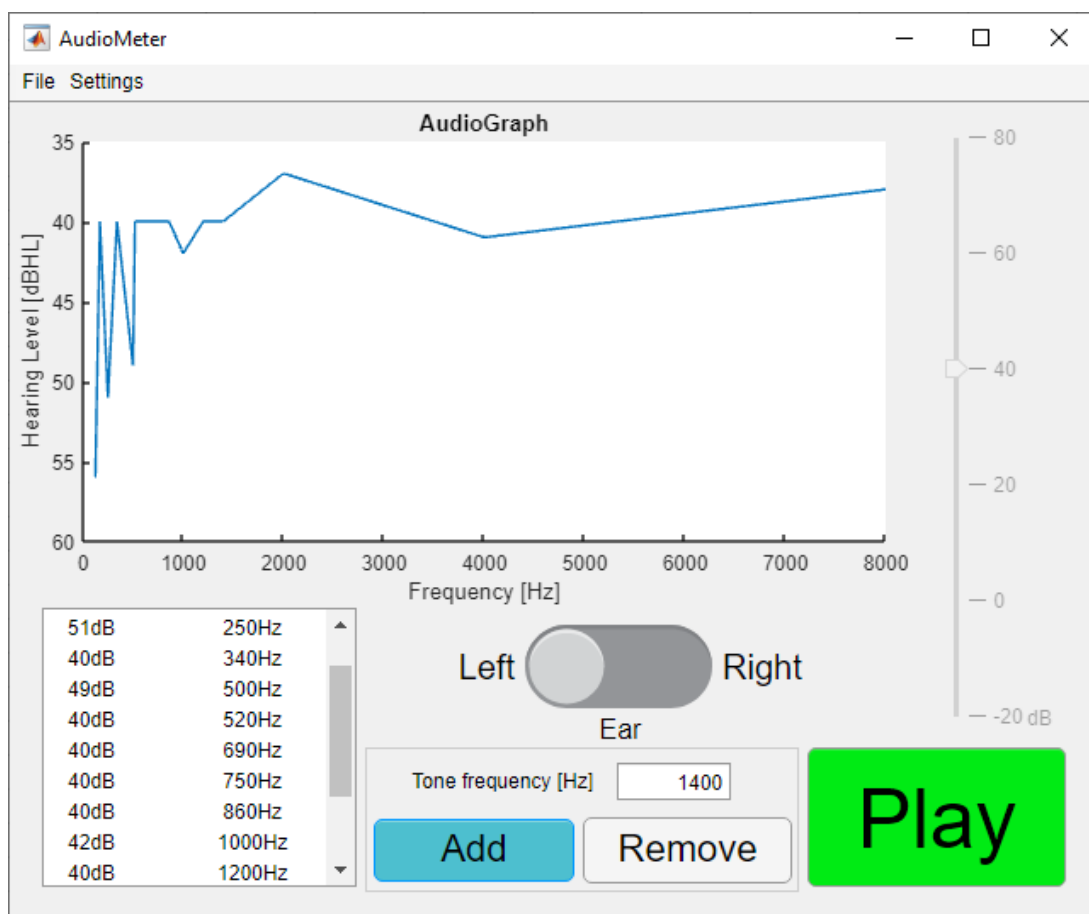 AudioMeter
File Settings
AudioGraph
35
40
45
50
55
60
Hearing Level [dBHL]
0 1000 2000 3000 4000 5000 6000 7000 8000
Frequency [Hz]
80
60
40
20
0
-20 dB
51dB 250Hz
40dB 340Hz
49dB 500Hz
40dB 520Hz
40dB 690Hz
40dB 750Hz
40dB 860Hz
42dB 1000Hz
40dB 1200Hz
Left Right
Ear
Tone frequency [Hz] 1400
Add Remove
Play